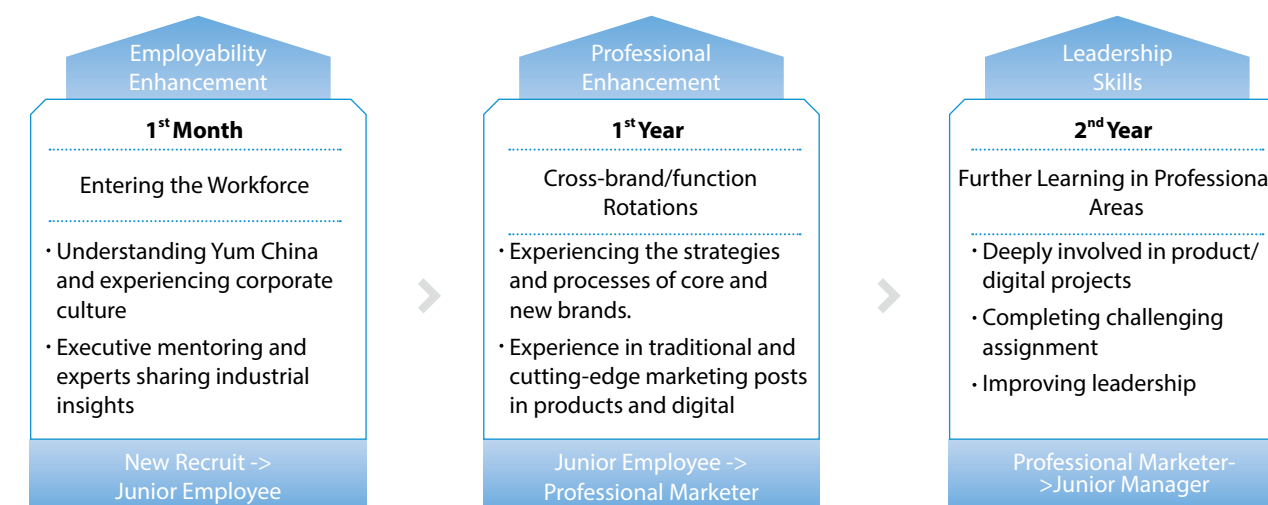 Employability
Enhancement
1st Month
Entering the Workforce
· Understanding Yum China
and experiencing corporate
culture
· Executive mentoring and
experts sharing industrial
insights
New Recruit ->
Junior Employee
Professional
Enhancement
1st Year
Cross-brand/function
Rotations
· Experiencing the strategies
and processes of core and
new brands.
· Experience in traditional and
cutting-edge marketing posts
in products and digital
Junior Employee ->
Professional Marketer
Leadership
Skills
2nd Year
Further Learning in Professiona
Areas
· Deeply involved in product/
digital projects
· Completing challenging
assignment
· Improving leadership
Professional Marketer-
>Junior Manager